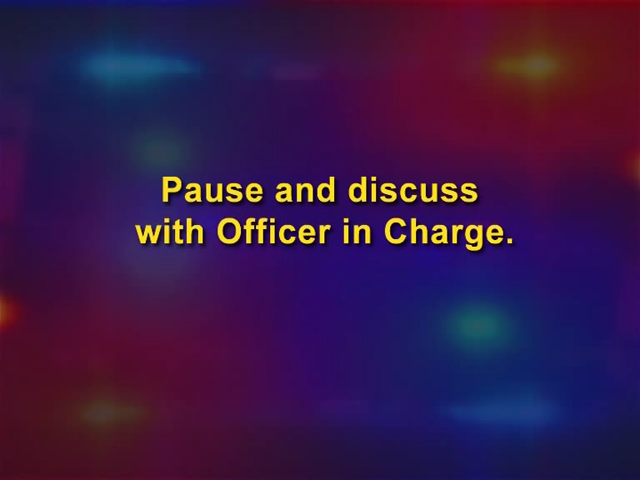 Pause and discuss
with Officer in Charge.